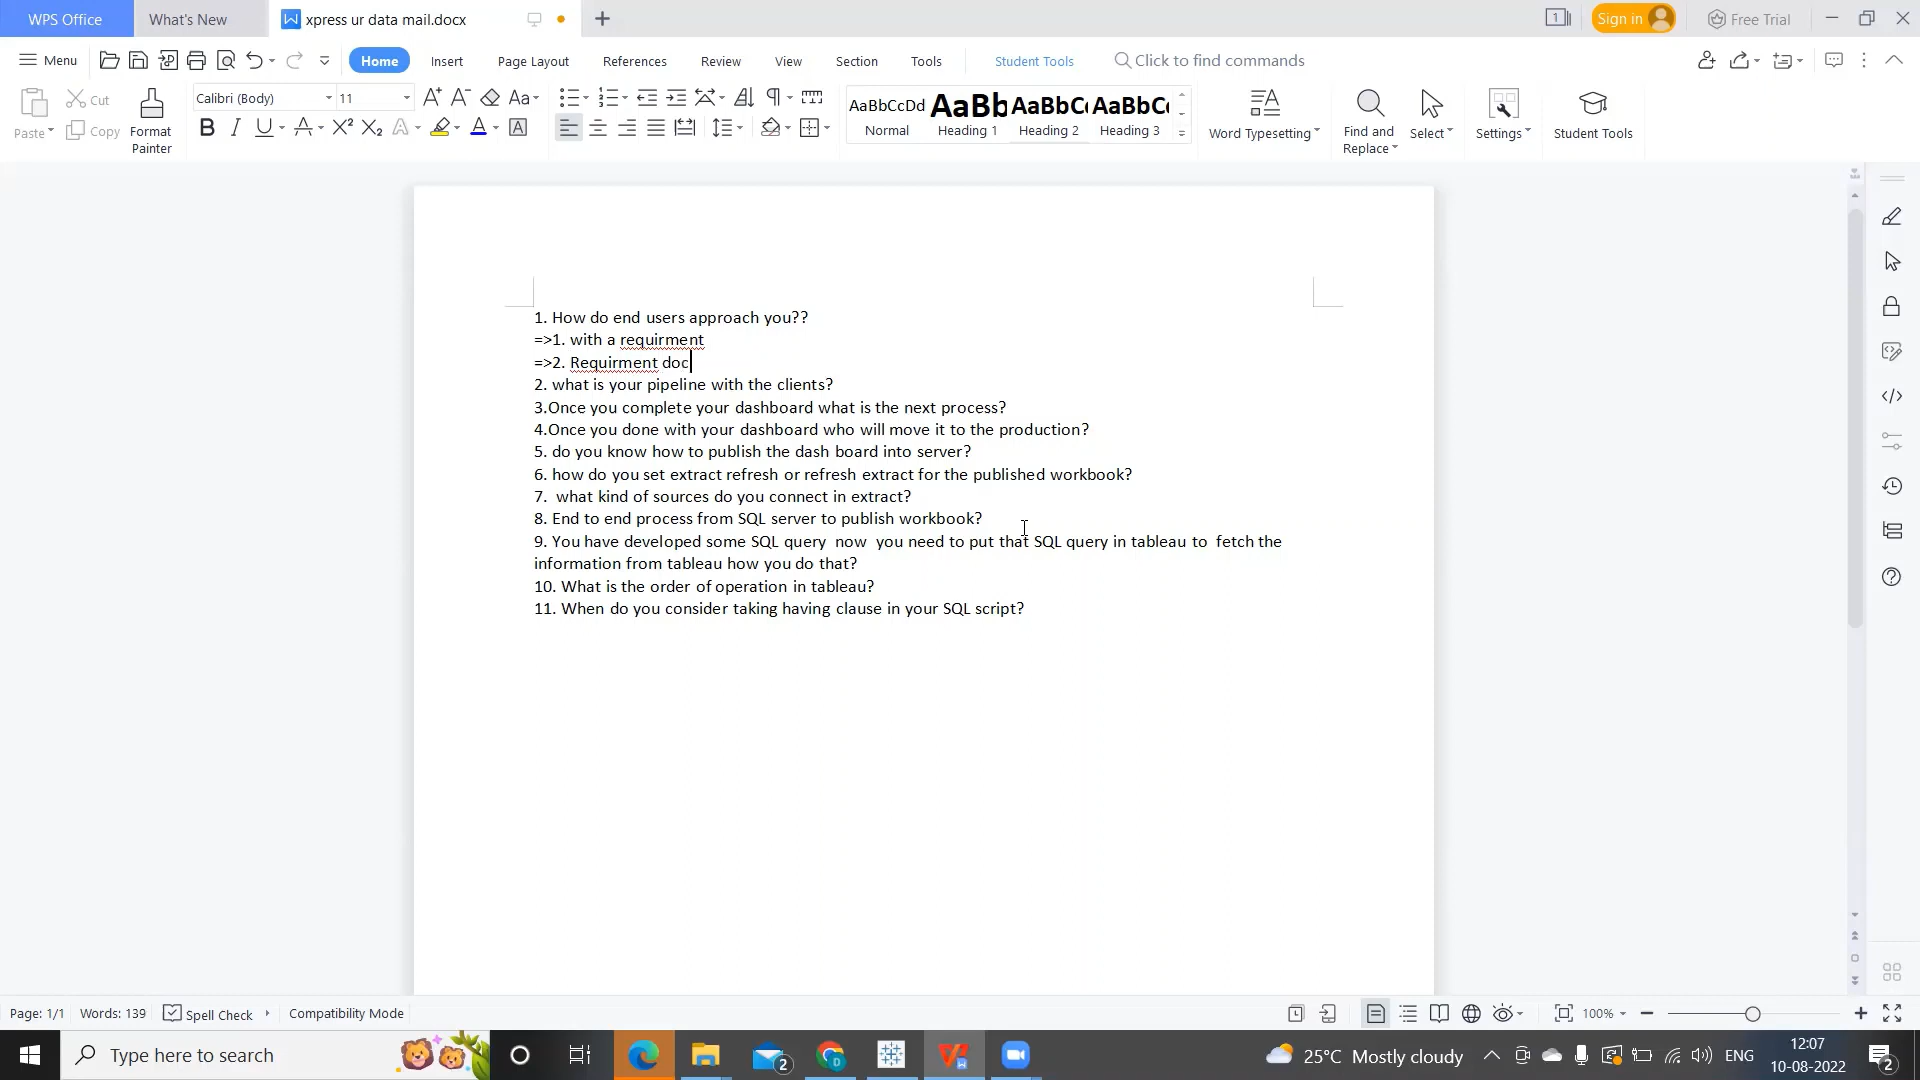 WPS Office
What's New
xpress ur data mail.docx
Sign in
Free Trial
Menu
Home
Insert
Page Layout
References
Review
View
Section
Tools
Student Tools
Click to find commands
Paste
Cut
Copy
Format Painter
Calibri (Body)
11
AaBbCcDd
Normal
AaBb
Heading 1
AaBbC
Heading 2
AaBbC
Heading 3
Word Typesetting
Find and Replace
Select
Settings
Student Tools
1. How do end users approach you??
=>1. with a requirment
=>2. Requirment doc
2. what is your pipeline with the clients?
3.Once you complete your dashboard what is the next process?
4.Once you done with your dashboard who will move it to the production?
5. do you know how to publish the dash board into server?
6. how do you set extract refresh or refresh extract for the published workbook?
7.  what kind of sources do you connect in extract?
8. End to end process from SQL server to publish workbook?
9. You have developed some SQL query  now  you need to put that SQL query in tableau to  fetch the
information from tableau how you do that?
10. What is the order of operation in tableau?
11. When do you consider taking having clause in your SQL script?
Page: 1/1
Words: 139
Spell Check
Compatibility Mode
100%
Type here to search
2
25°C
Mostly cloudy
ENG
12:07
10-08-2022
2